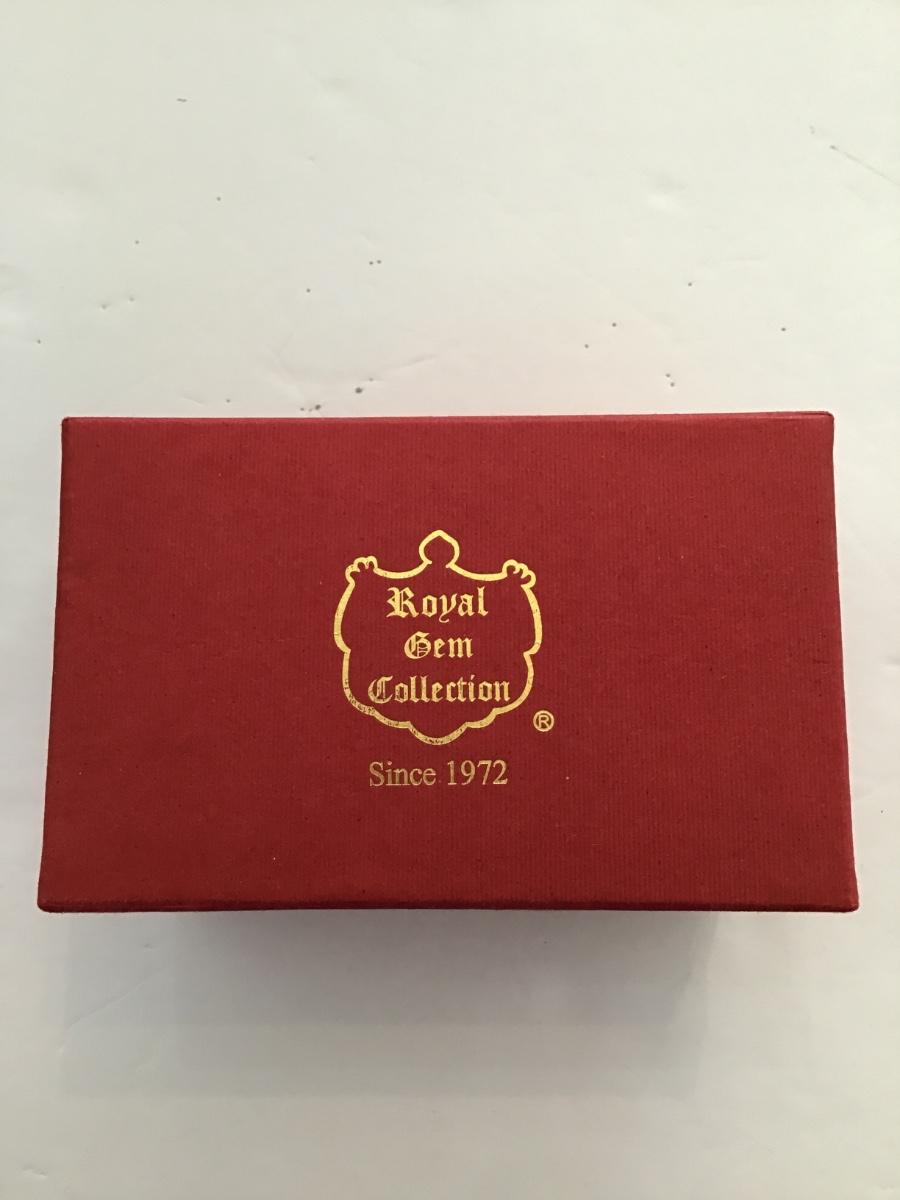 Royal
Gem
Collection
®
Since 1972